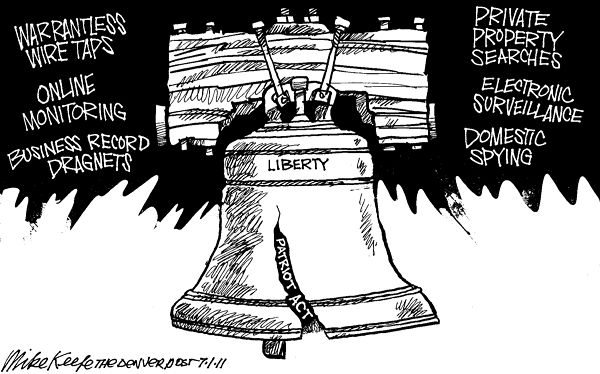 WARRANTLESS
WIRE TAPS
ONLINE
MONITORING
BUSINESS RECORD
DRAGNETS
PRIVATE
PROPERTY
SEARCHES
ELECTRONIC
SURVEILLANCE
DOMESTIC
SPYING
LIBERTY
PATRIOT ACT
Mike Keefe THE DENVER POST 7-1-11